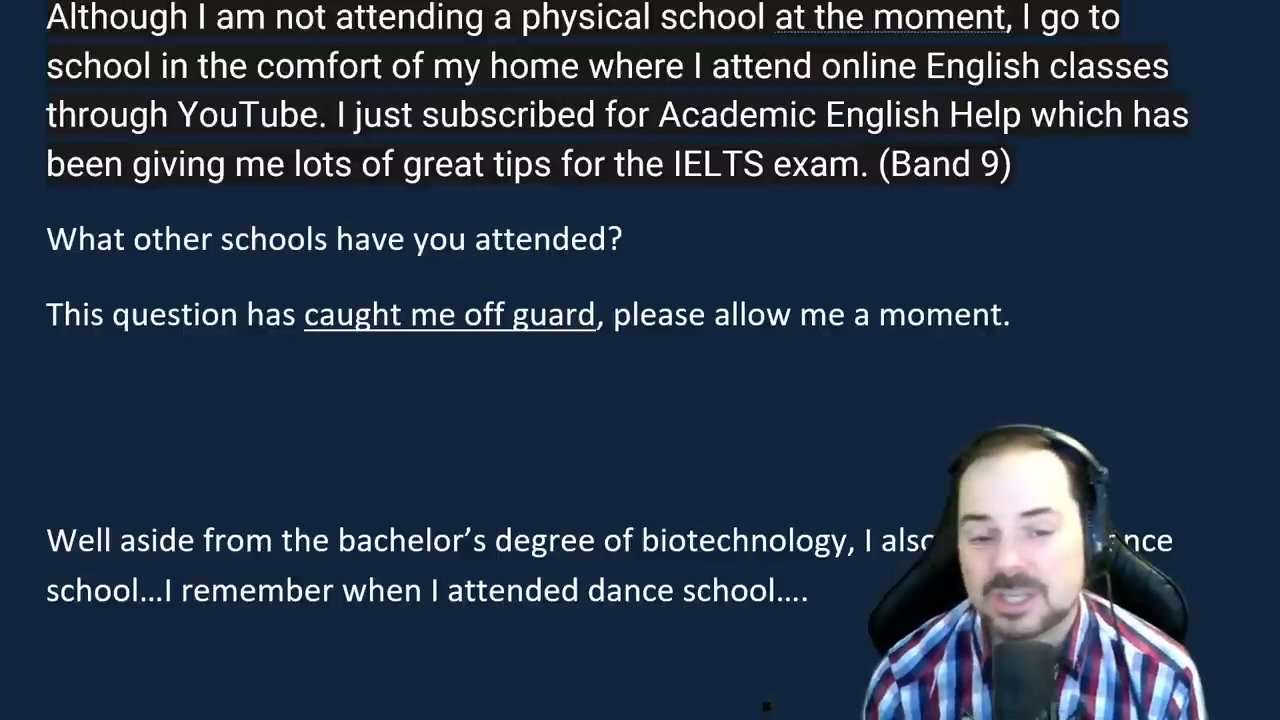 Although I am not attending a physical school at the moment, I go to
school in the comfort of my home where I attend online English classes
through YouTube. I just subscribed for Academic English Help which has
been giving me lots of great tips for the IELTS exam. (Band 9)
What other schools have you attended?
This question has caught me off guard, please allow me a moment.
Well aside from the bachelor’s degree of biotechnology, I
school…I remember when I attended dance school….